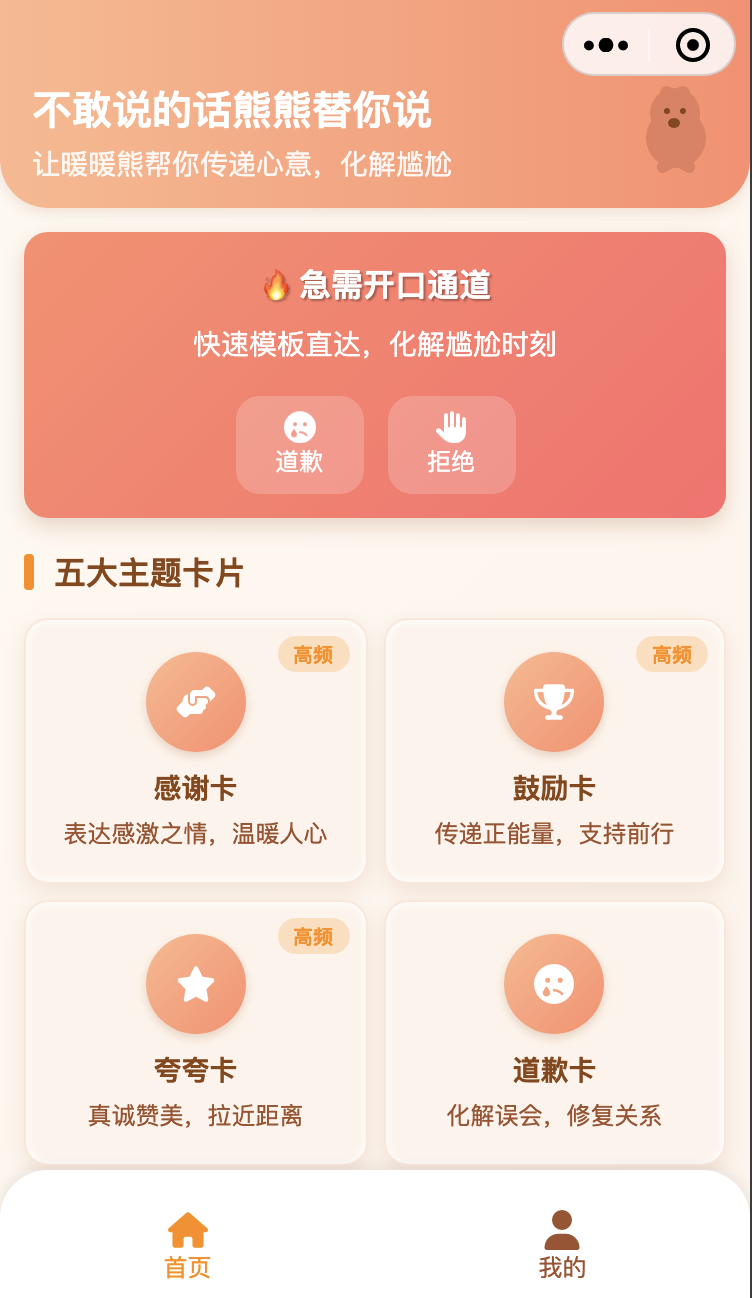 不敢说的话熊熊替你说
让暖暖熊帮你传递心意，化解尴尬
🔥 急需开口通道
快速模板直达，化解尴尬时刻
道歉
拒绝
五大主题卡片
高频
感谢卡
表达感激之情，温暖人心
高频
鼓励卡
传递正能量，支持前行
高频
夸夸卡
真诚赞美，拉近距离
道歉卡
化解误会，修复关系
首页
我的